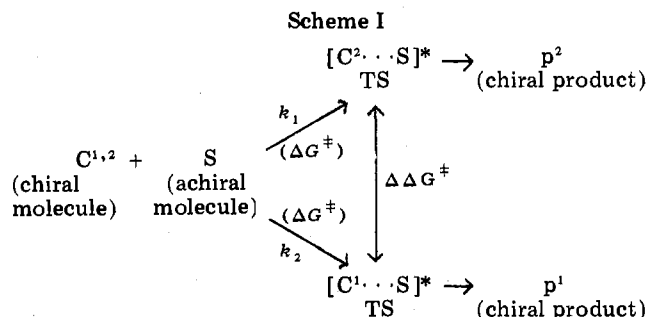 Scheme I
[C²···S]* → p²
TS (chiral product)
k₁
(ΔG‡)
C¹,² + S
(chiral molecule) (achiral molecule)
ΔΔG‡
(ΔG‡)
k₂
[C¹···S]* → p¹
TS (chiral product)